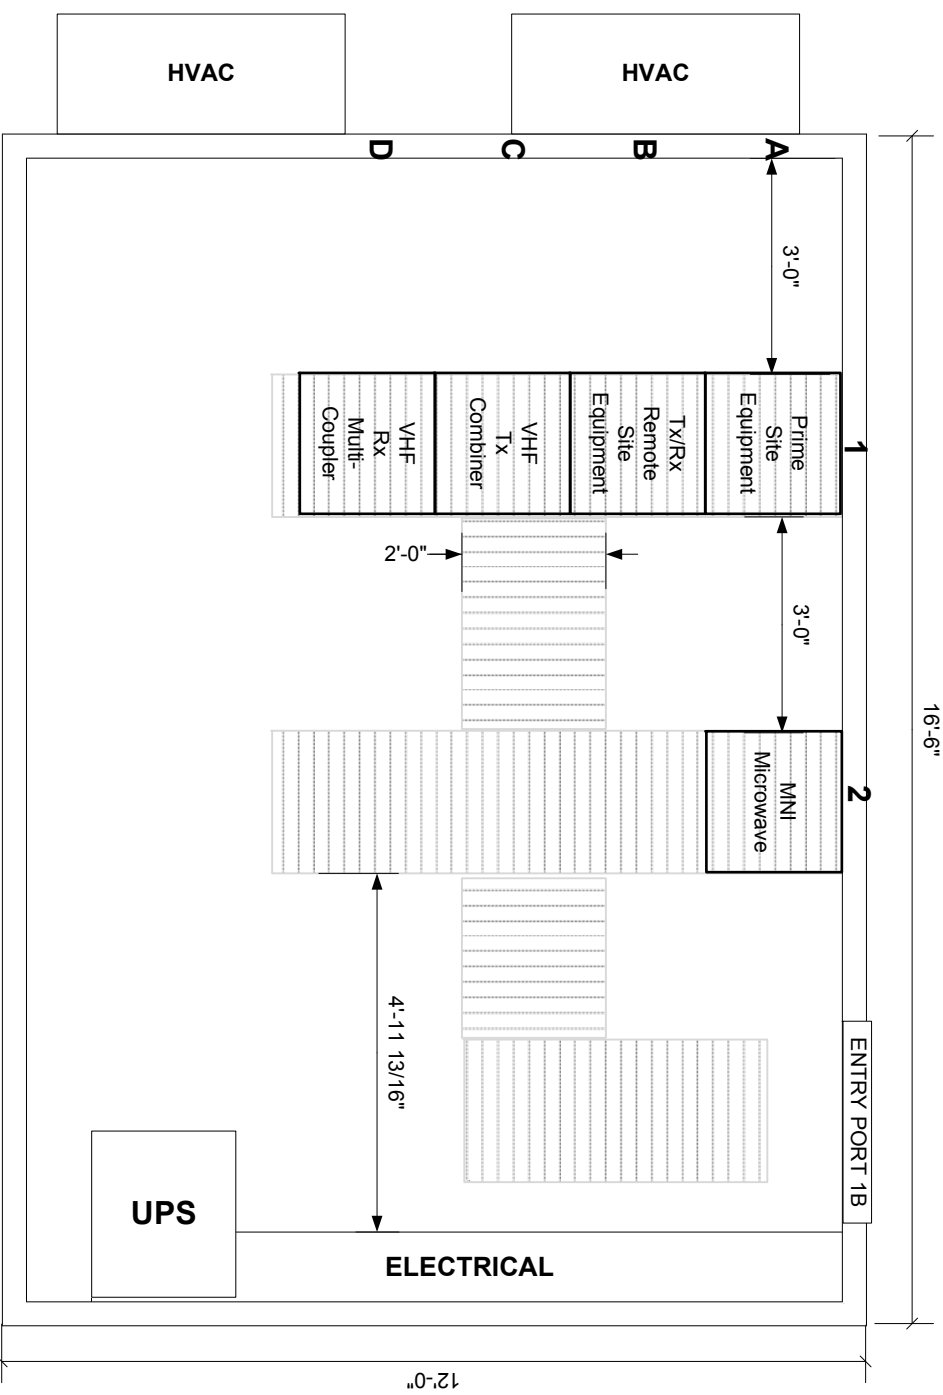 HVAC
HVAC
D
C
B
A
3'-0"
1
Prime
Site
Equipment
Tx/Rx
Remote
Site
Equipment
VHF
Tx
Combiner
VHF
Rx
Multi-
Coupler
2'-0"
3'-0"
16'-6"
2
MNI
Microwave
4'-11 13/16"
ENTRY PORT 1B
UPS
ELECTRICAL
12'-0"